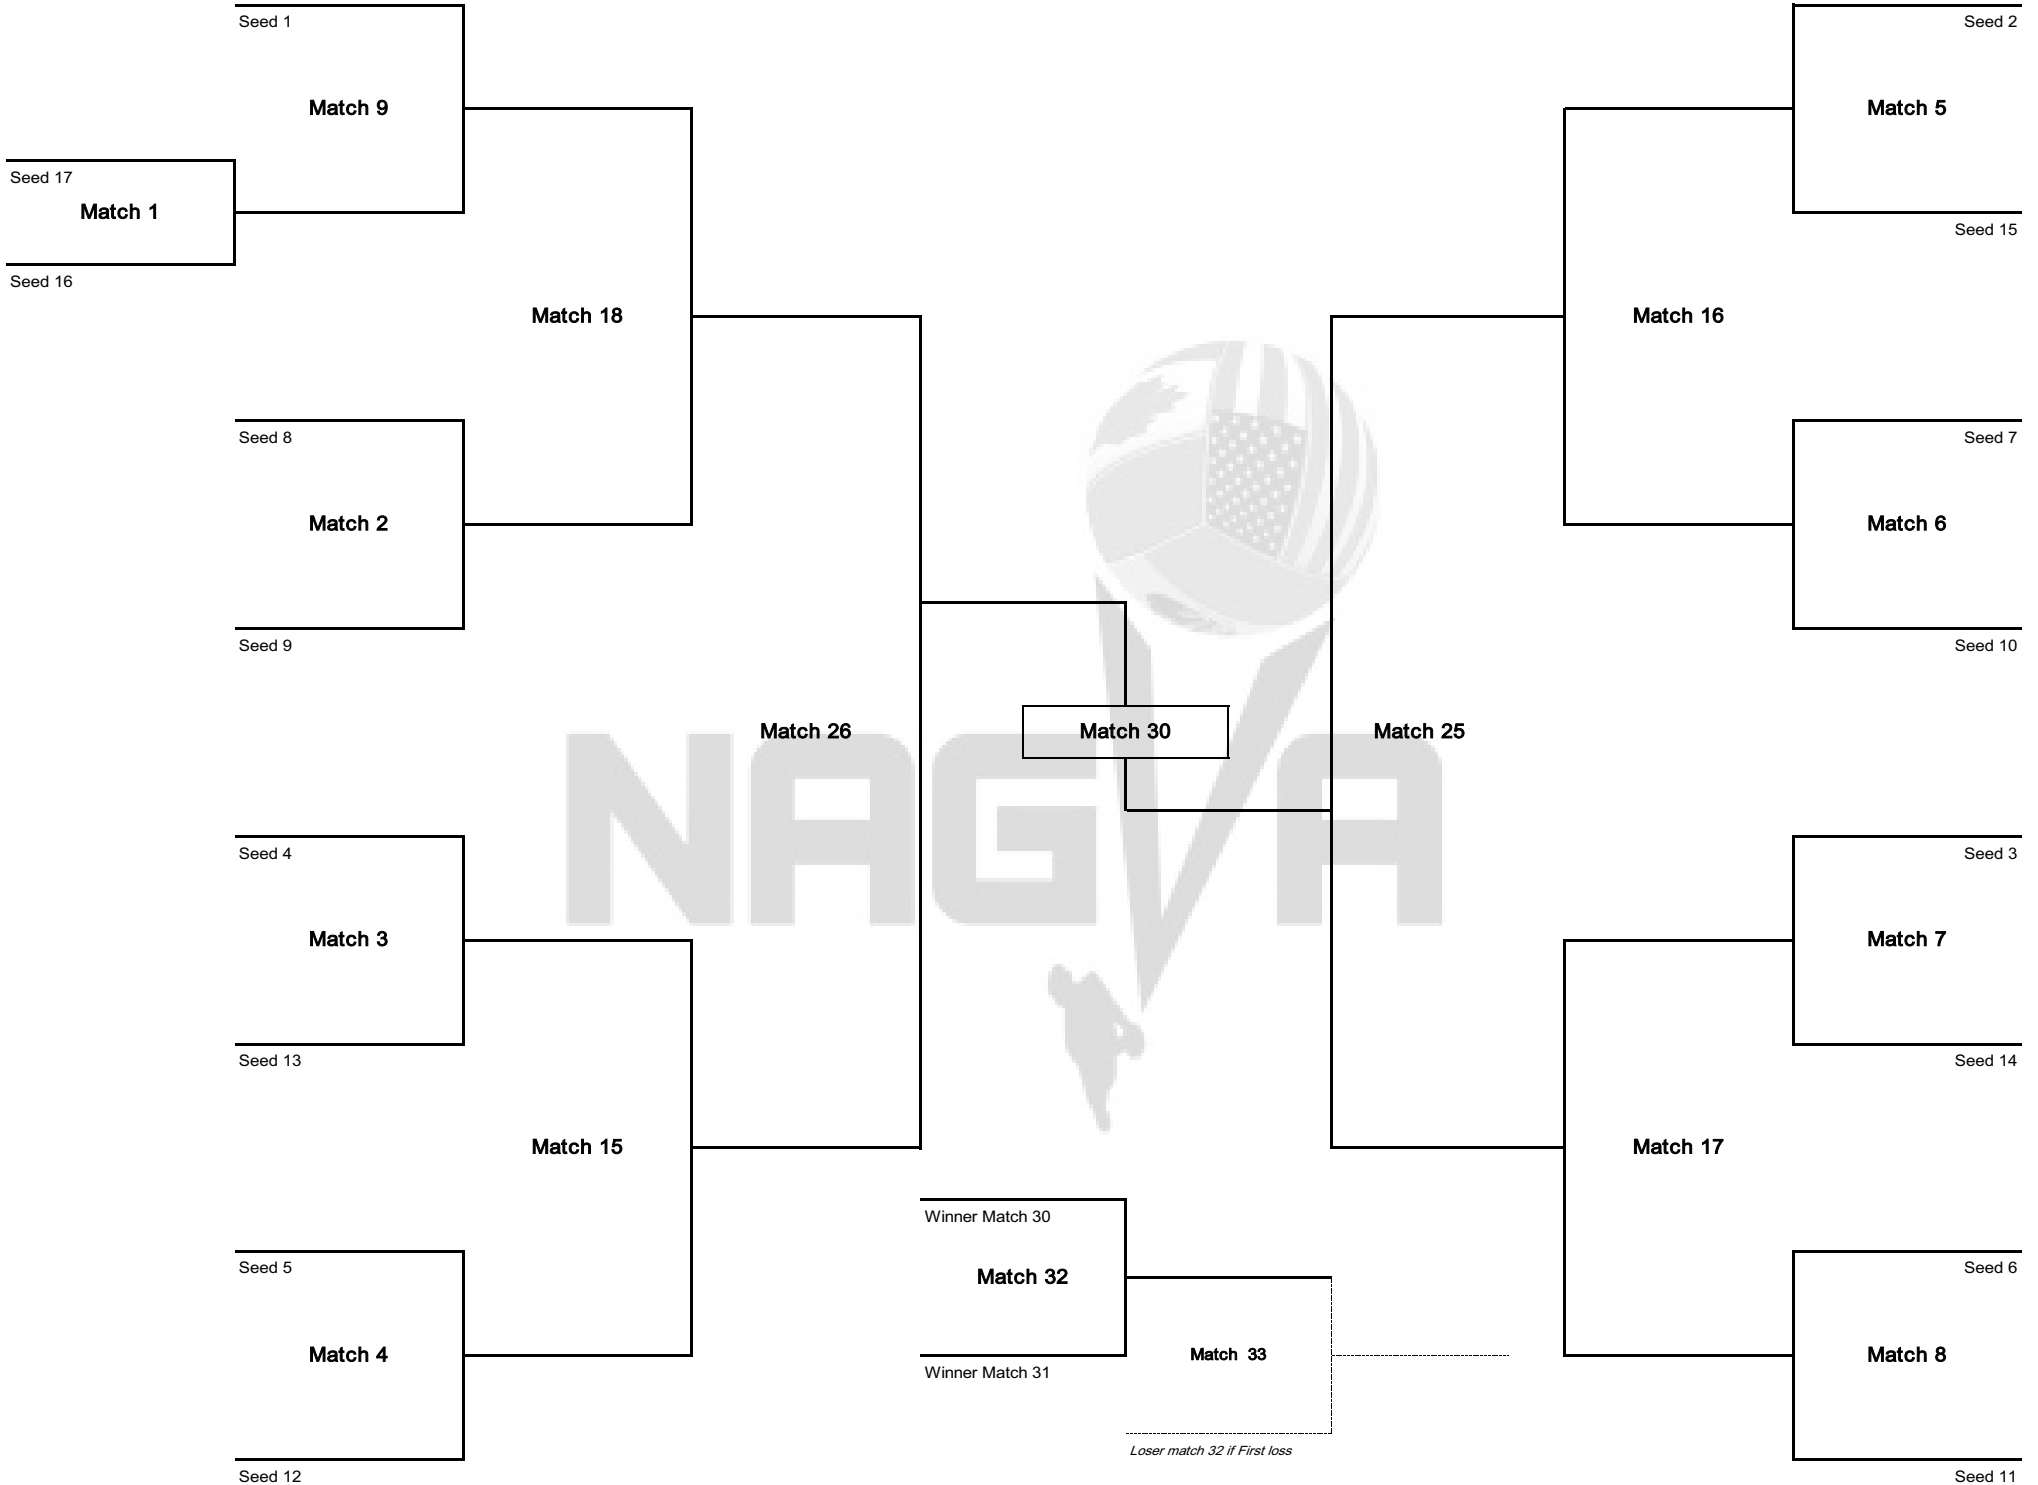 Seed 1
Seed 2
Match 9
Match 5
Seed 17
Match 1
Seed 15
Seed 16
Match 18
Match 16
Seed 8
Seed 7
Match 2
Match 6
Seed 9
Seed 10
Match 26
Match 30
Match 25
NAGVA
Seed 4
Seed 3
Match 3
Match 7
Seed 13
Seed 14
Match 15
Match 17
Winner Match 30
Seed 5
Seed 6
Match 32
Match 4
Match 33
Match 8
Winner Match 31
Loser match 32 if First loss
Seed 12
Seed 11